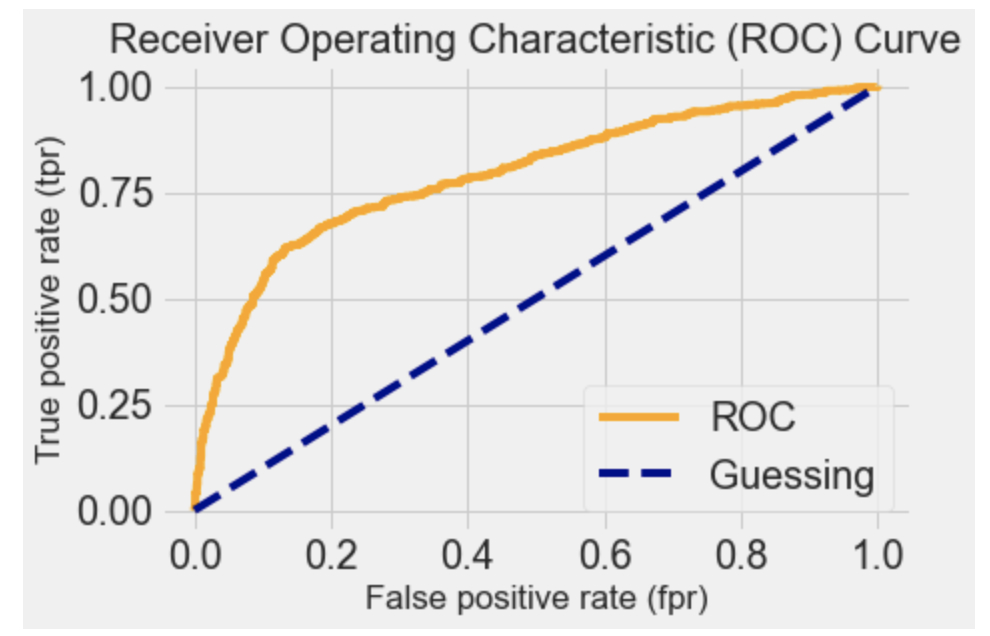 Receiver Operating Characteristic (ROC) Curve
1.00
0.75
0.50
0.25
0.00
True positive rate (tpr)
ROC
Guessing
0.0 0.2 0.4 0.6 0.8 1.0
False positive rate (fpr)